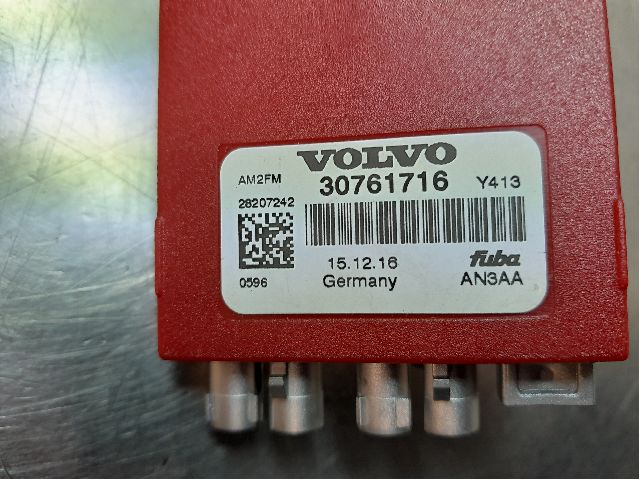 VOLVO
AM2FM 30761716 Y413
28207242
15.12.16 fuba
0596 Germany AN3AA